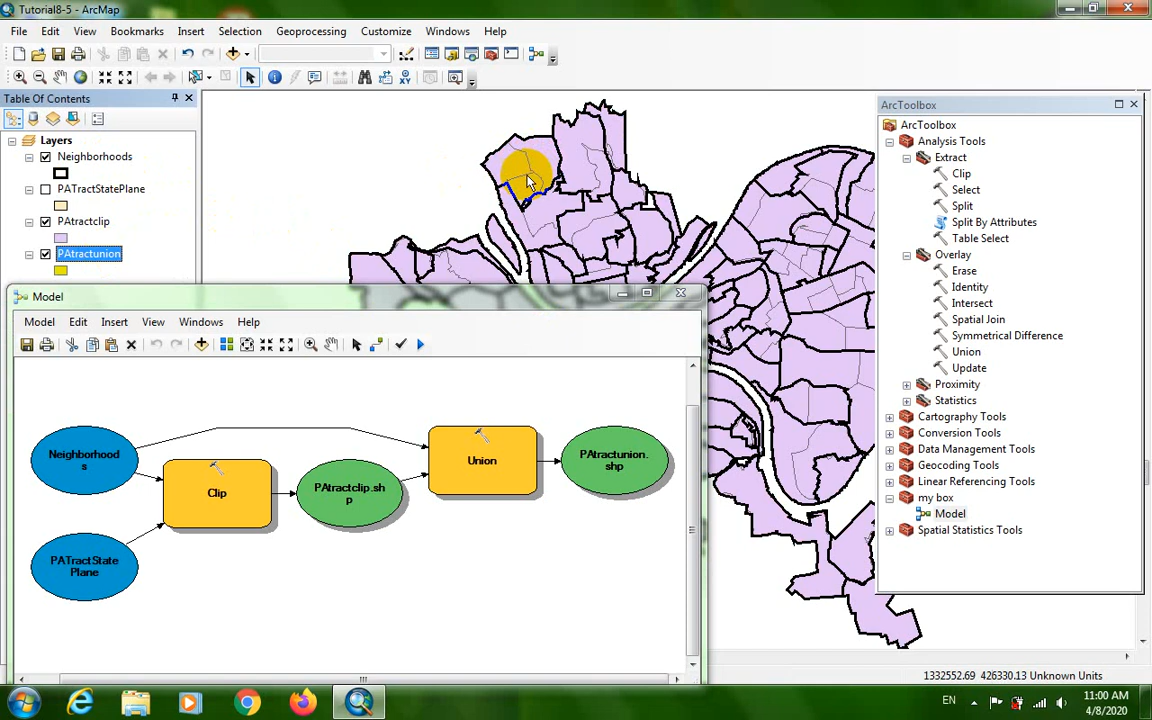 Tutorial8-5 - ArcMap
File Edit View Bookmarks Insert Selection Geoprocessing Customize Windows Help
Table Of Contents
Layers
Neighborhoods
PATractStatePlane
PAtractclip
PAtractunion
ArcToolbox
ArcToolbox
Analysis Tools
Extract
Clip
Select
Split
Split By Attributes
Table Select
Overlay
Erase
Identity
Intersect
Spatial Join
Symmetrical Difference
Union
Update
Proximity
Statistics
Cartography Tools
Conversion Tools
Data Management Tools
Geocoding Tools
Linear Referencing Tools
my box
Model
Spatial Statistics Tools
Model
Model Edit Insert View Windows Help
Neighborhood
s
Clip
PATractState
Plane
PAtractclip.sh
p
Union
PAtractunion.
shp
1332552.69 426330.13 Unknown Units
EN
11:00 AM
4/8/2020